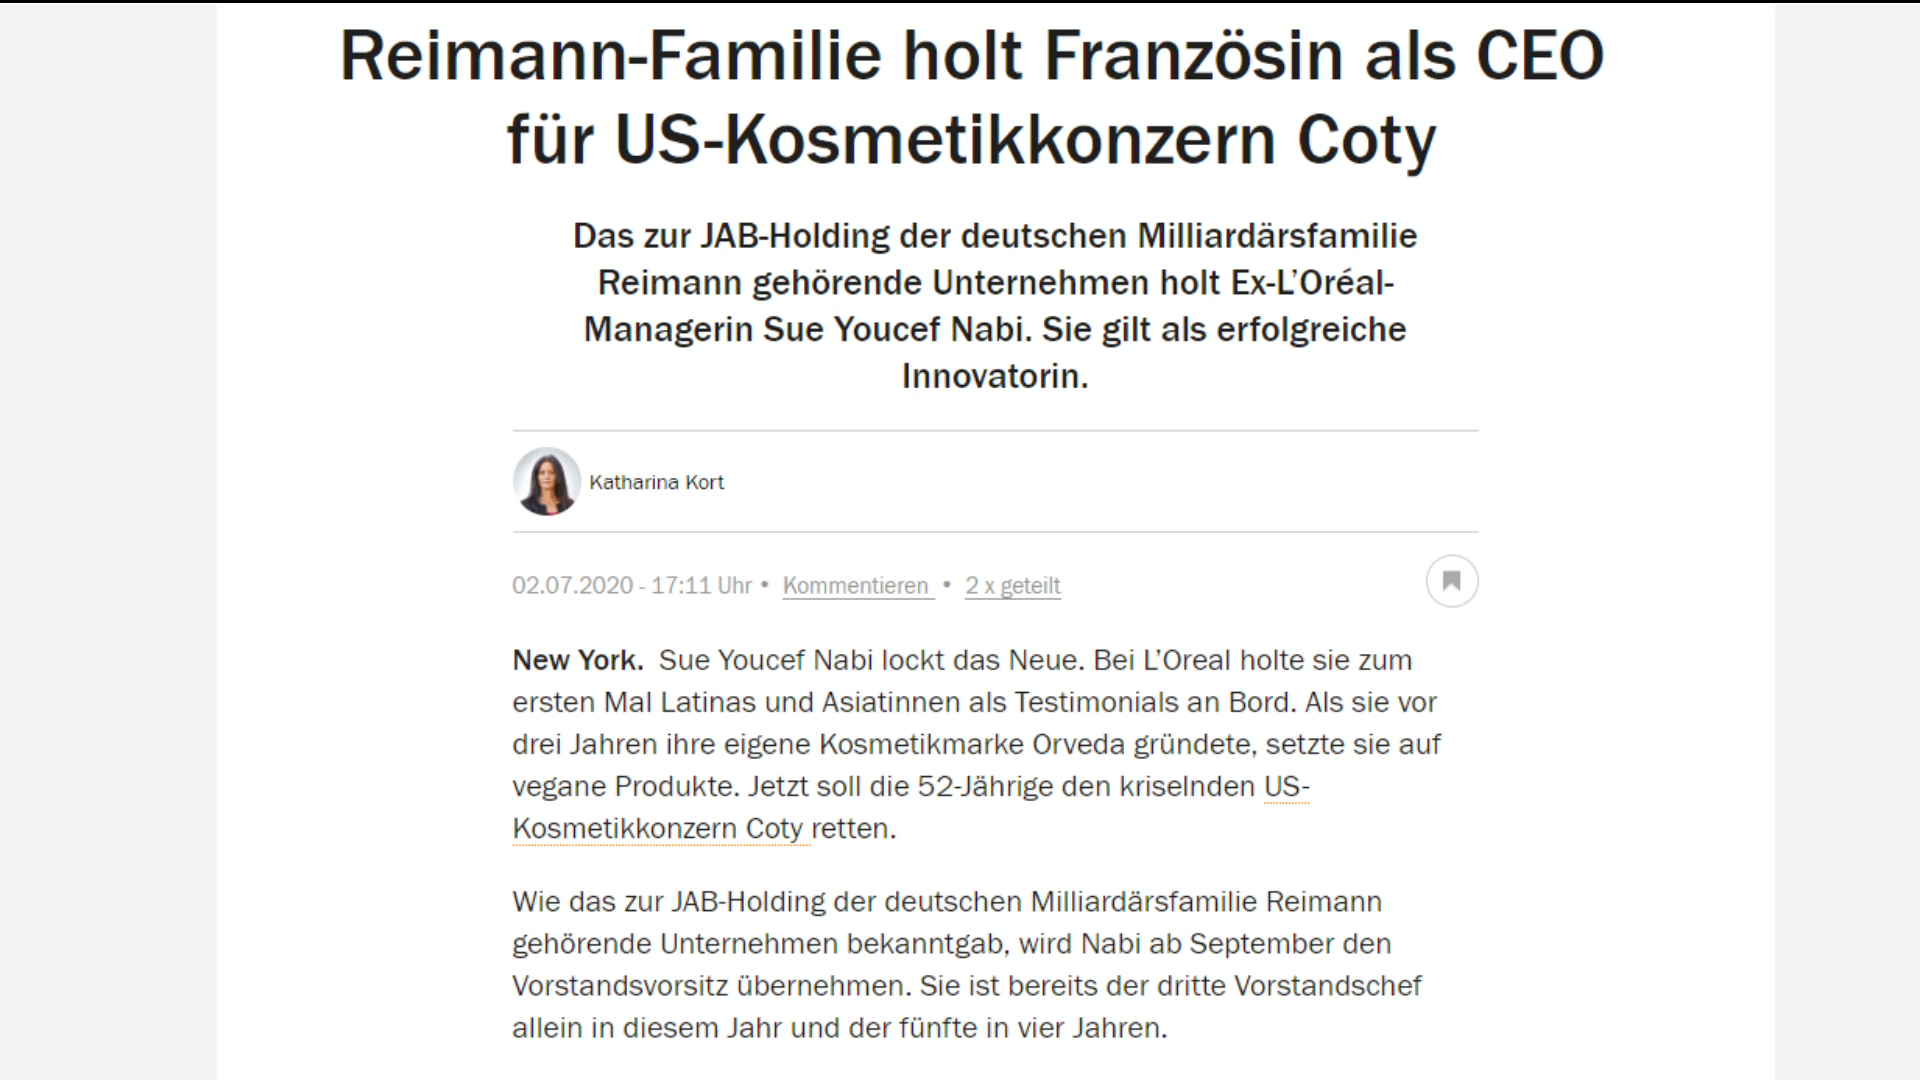 Reimann-Familie holt Französin als CEO
für US-Kosmetikkonzern Coty
Das zur JAB-Holding der deutschen Milliardärsfamilie
Reimann gehörende Unternehmen holt Ex-L’Oréal-
Managerin Sue Youcef Nabi. Sie gilt als erfolgreiche
Innovatorin.
Katharina Kort
02.07.2020 - 17:11 Uhr • Kommentieren • 2 x geteilt
New York. Sue Youcef Nabi lockt das Neue. Bei L’Oreal holte sie zum
ersten Mal Latinas und Asiatinnen als Testimonials an Bord. Als sie vor
drei Jahren ihre eigene Kosmetikmarke Orveda gründete, setzte sie auf
vegane Produkte. Jetzt soll die 52-Jährige den kriselnden US-
Kosmetikkonzern Coty retten.
Wie das zur JAB-Holding der deutschen Milliardärsfamilie Reimann
gehörende Unternehmen bekanntgab, wird Nabi ab September den
Vorstandsvorsitz übernehmen. Sie ist bereits der dritte Vorstandschef
allein in diesem Jahr und der fünfte in vier Jahren.